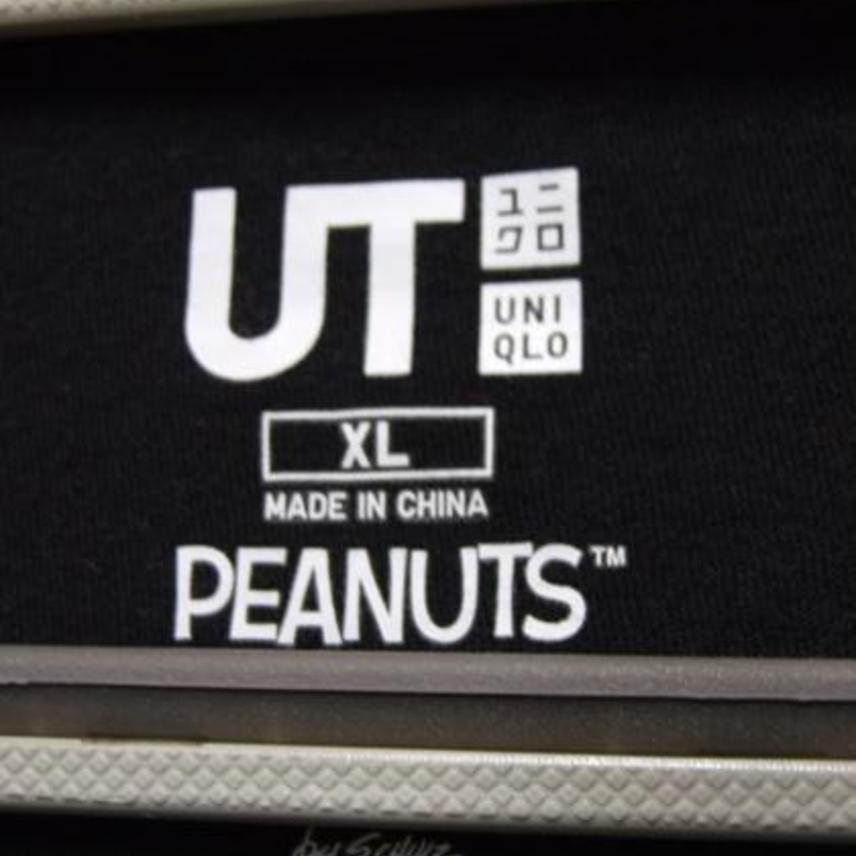 UT
ユニ
クロ
UNI
QLO
XL
MADE IN CHINA
PEANUTS™